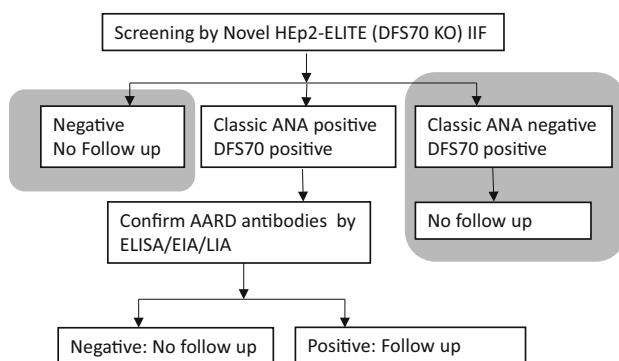 Screening by Novel HEp2-ELITE (DFS70 KO) IIF
Negative
No Follow up
Classic ANA positive
DFS70 positive
Classic ANA negative
DFS70 positive
Confirm AARD antibodies by
ELISA/EIA/LIA
No follow up
Negative: No follow up
Positive: Follow up